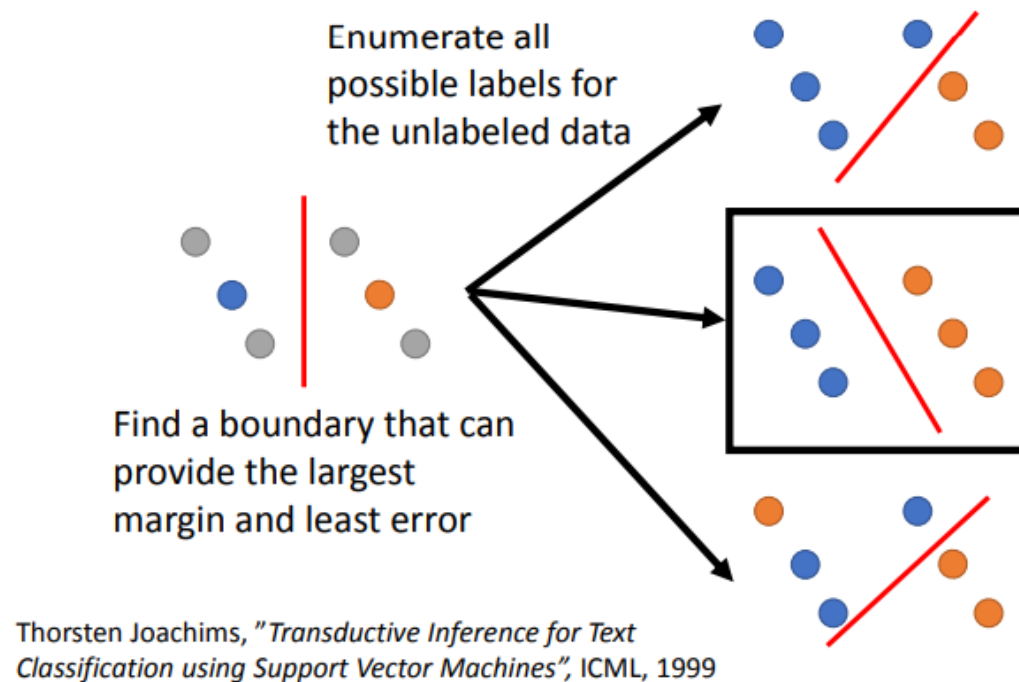 Enumerate all
possible labels for
the unlabeled data
Find a boundary that can
provide the largest
margin and least error
Thorsten Joachims, ”Transductive Inference for Text
Classification using Support Vector Machines”, ICML, 1999